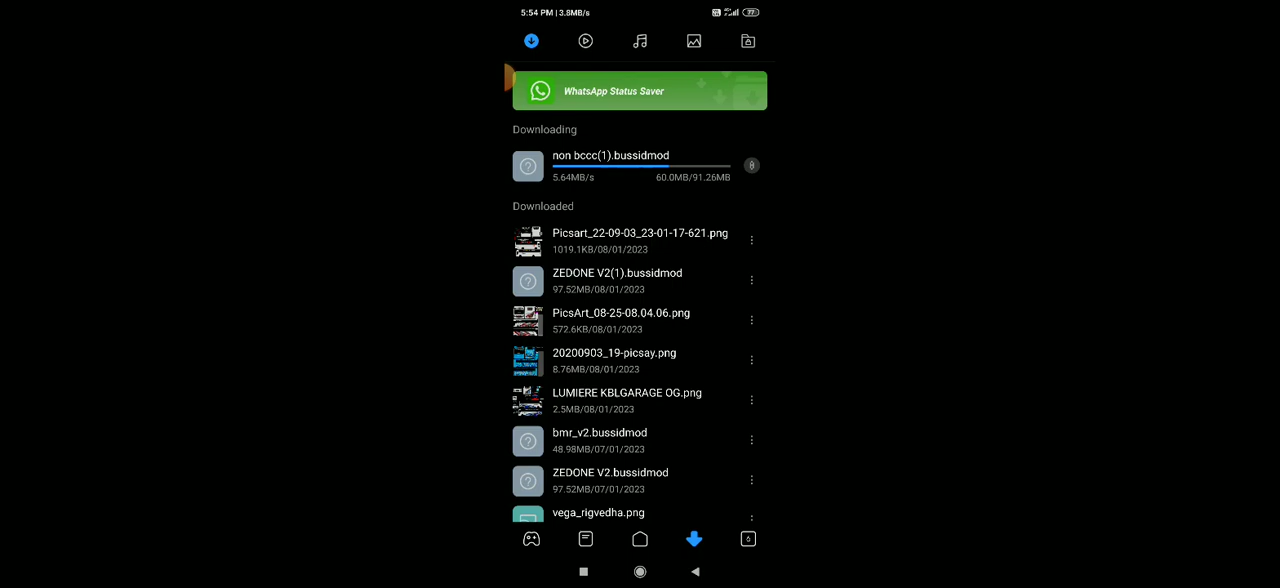 5:54 PM | 3.8MB/s
77
WhatsApp Status Saver
Downloading
non bccc(1).bussidmod
5.64MB/s 60.0MB/91.26MB
Downloaded
Picsart_22-09-03_23-01-17-621.png
1019.1KB/08/01/2023
ZEDONE V2(1).bussidmod
97.52MB/08/01/2023
PicsArt_08-25-08.04.06.png
572.6KB/08/01/2023
20200903_19-picsay.png
8.76MB/08/01/2023
LUMIERE KBLGARAGE OG.png
2.5MB/08/01/2023
bmr_v2.bussidmod
48.98MB/07/01/2023
ZEDONE V2.bussidmod
97.52MB/07/01/2023
vega_rigvedha.png